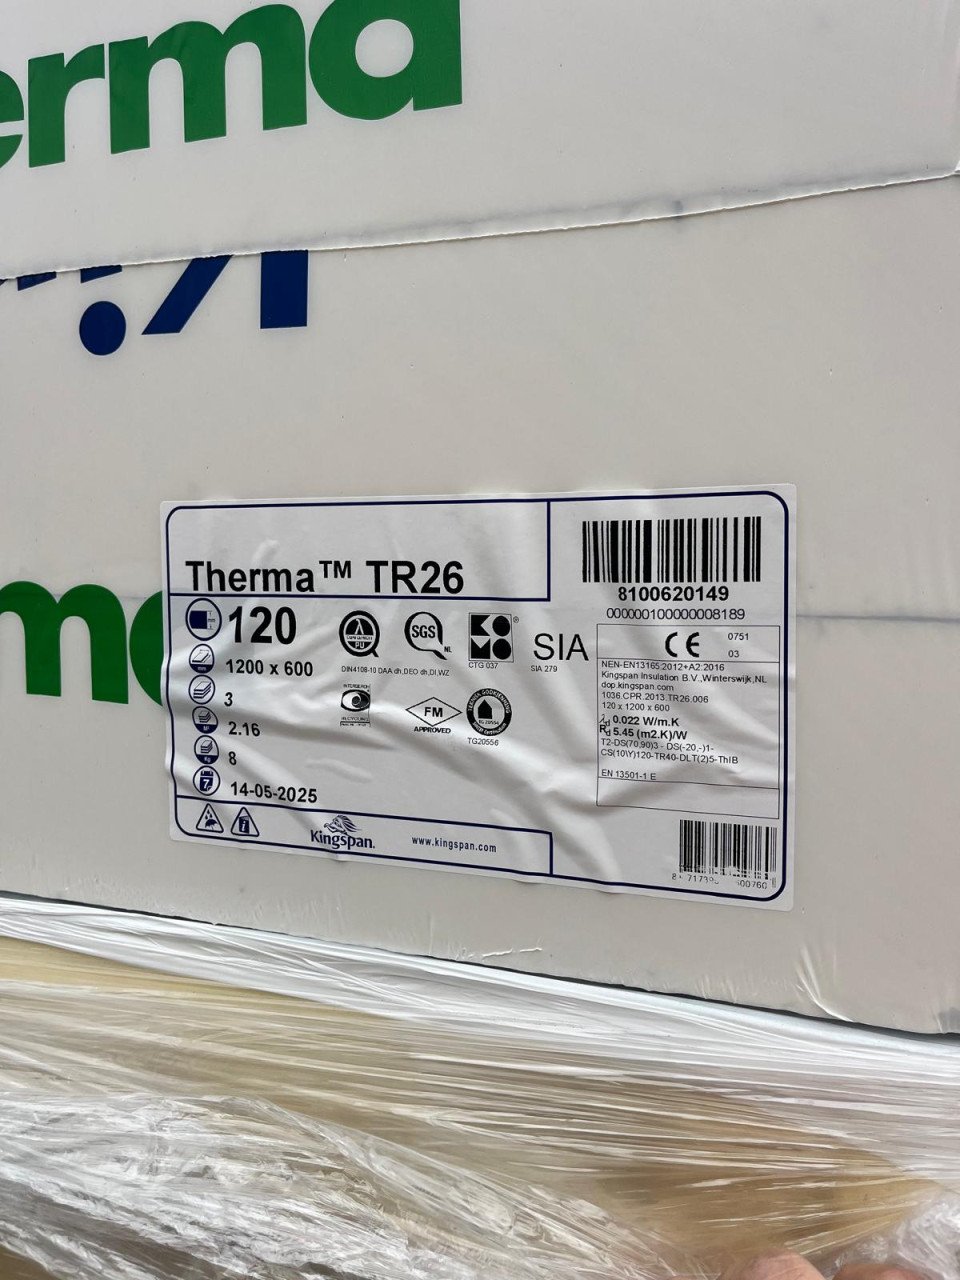 erma
Therma™ TR26
120
1200 x 600
3
2.16
8
14-05-2025
DIN4108-10 DAA dh,DEO dh,DI,WZ
SGS
NL
KOMO®
CTG 037
SIA
SIA 279
FM
APPROVED
TG20556
Kingspan.
www.kingspan.com
8100620149
000000100000008189
CE
0751
03
NEN-EN13165:2012+A2:2016
Kingspan Insulation B.V.,Winterswijk,NL
dop.kingspan.com
1036.CPR.2013.TR26.006
120 x 1200 x 600
λd 0.022 W/m.K
Rd 5.45 (m2.K)/W
T2-DS(70,90)3 - DS(-20,-)1-
CS(10\Y)120-TR40-DLT(2)5-ThIB
EN 13501-1 E